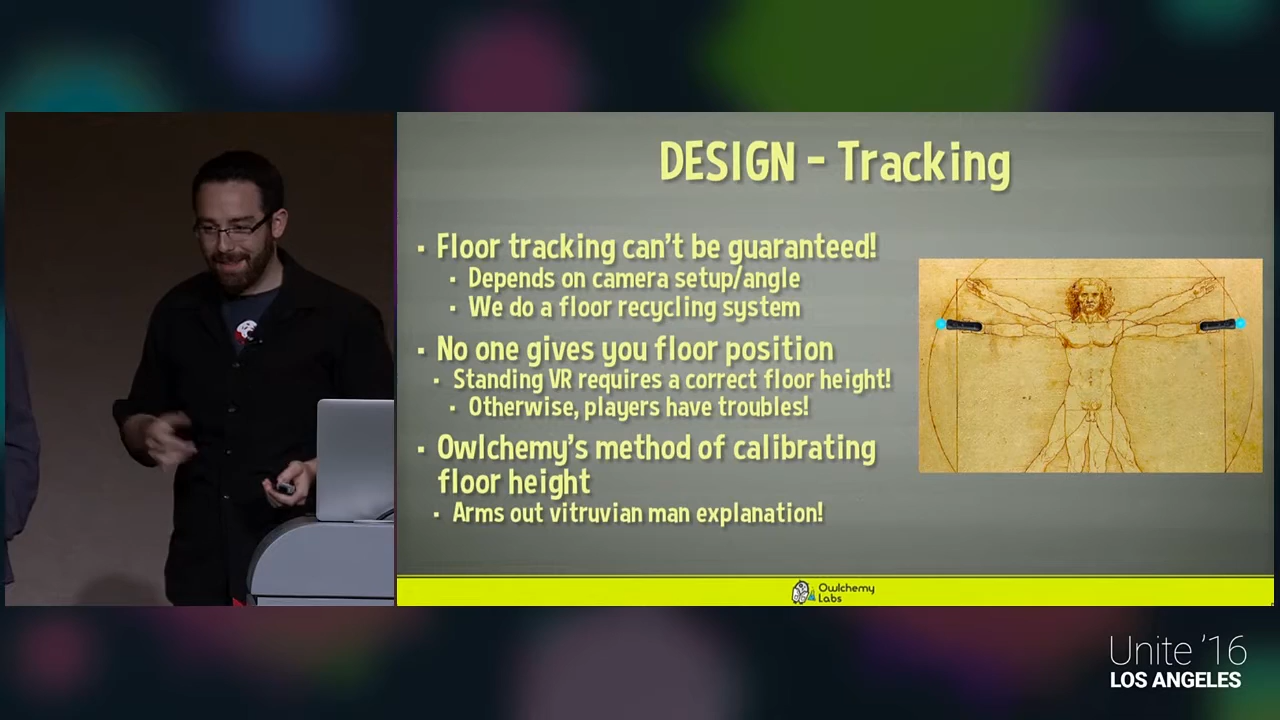 DESIGN - Tracking
▪ Floor tracking can't be guaranteed!
▪ Depends on camera setup/angle
▪ We do a floor recycling system
▪ No one gives you floor position
▪ Standing VR requires a correct floor height!
▪ Otherwise, players have troubles!
▪ Owlchemy's method of calibrating
floor height
▪ Arms out vitruvian man explanation!
Owlchemy
Labs
Unite '16
LOS ANGELES